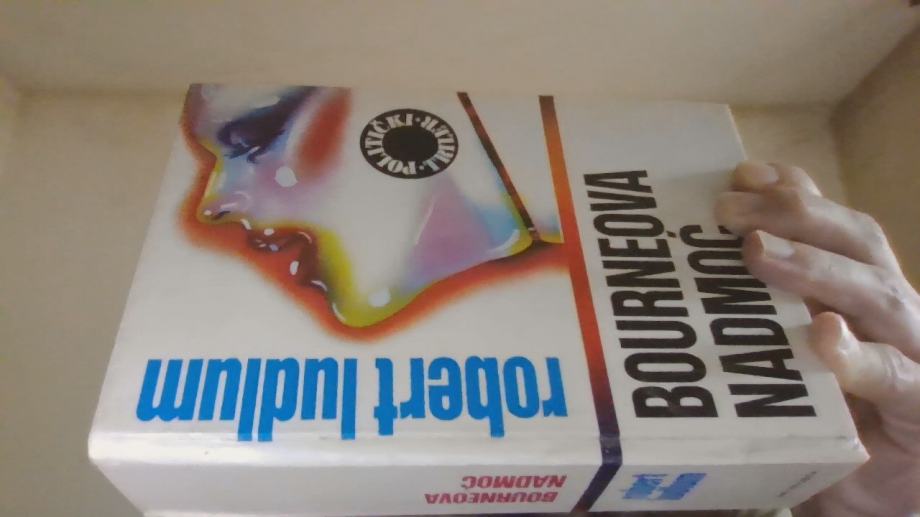 robert ludlum
POLITIČKI · TRILER ·
BOURNEOVA
NADMOĆ
BOURNEOVA
NADMOĆ